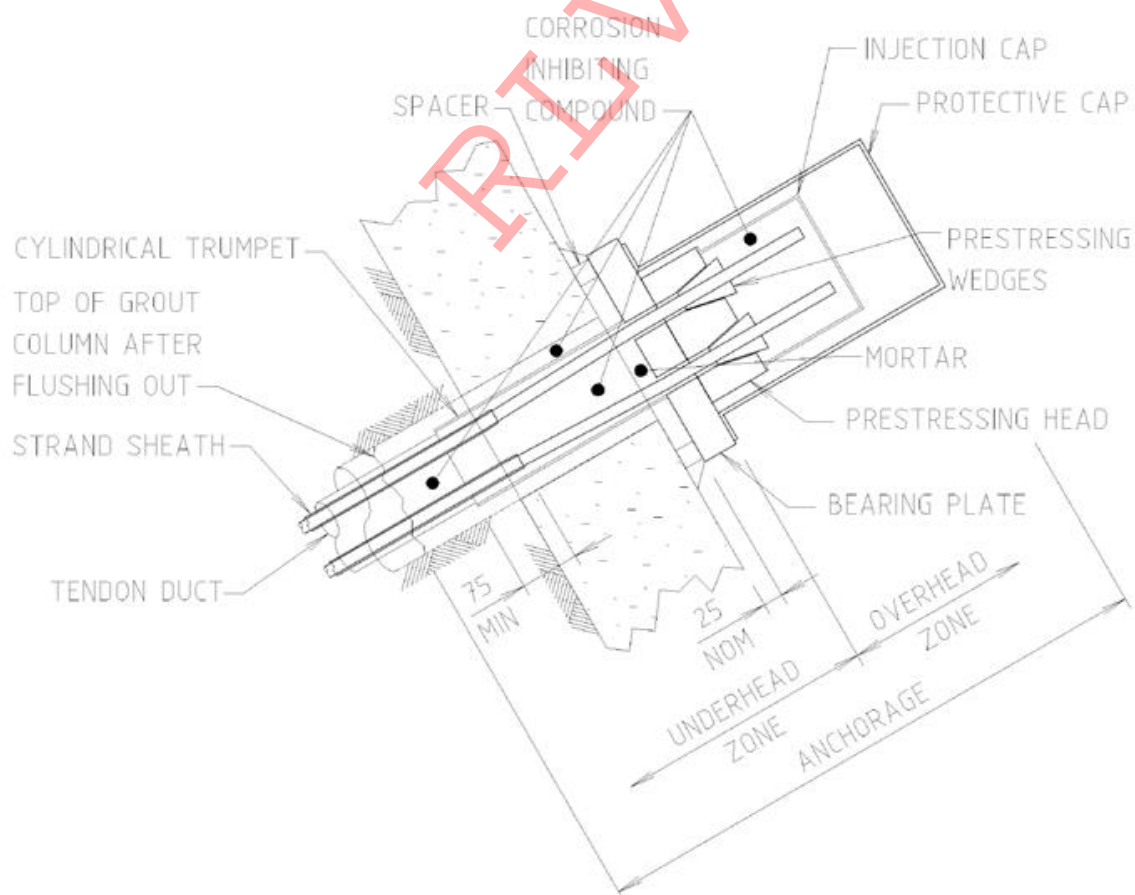 CORROSION
INHIBITING
COMPOUND
INJECTION CAP
PROTECTIVE CAP
SPACER
CYLINDRICAL TRUMPET
TOP OF GROUT
COLUMN AFTER
FLUSHING OUT
STRAND SHEATH
TENDON DUCT
PRESTRESSING
WEDGES
MORTAR
PRESTRESSING HEAD
BEARING PLATE
75
MIN
25
NOM
OVERHEAD
ZONE
UNDERHEAD
ZONE
ANCHORAGE